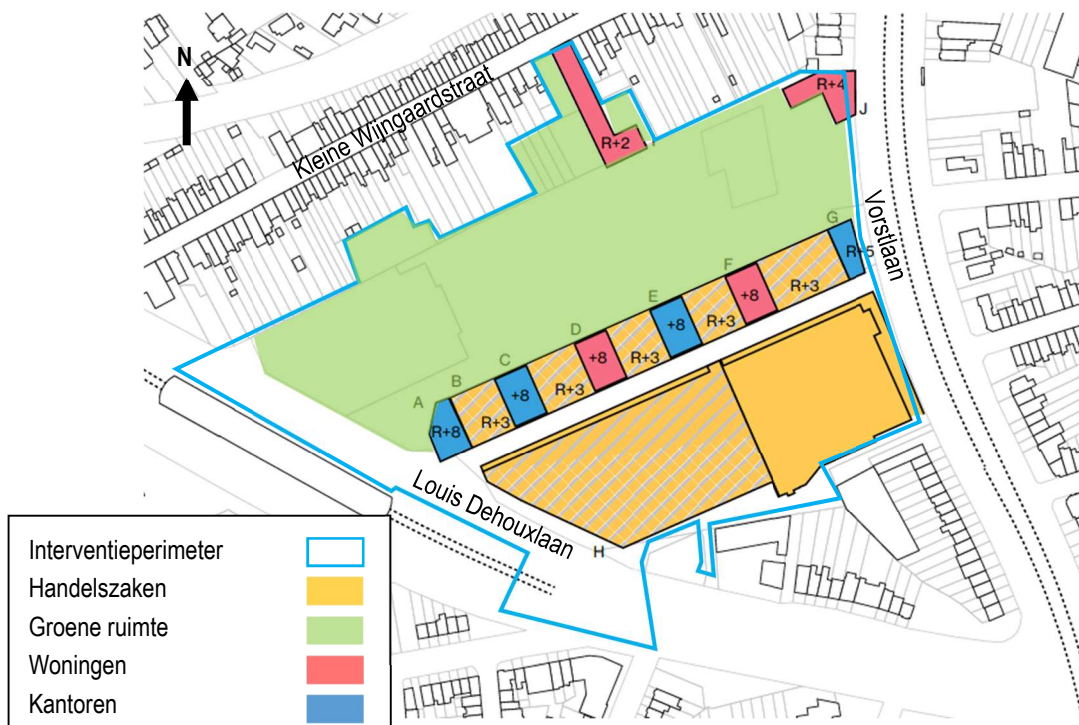 N
Kleine Wijngaardstraat
R+4
J
R+2
I
Vorstlaan
G
R+5
F
R+3
+8
E
R+3
+8
D
R+3
+8
C
R+3
+8
B
R+3
A
R+8
Louis Dehouxlaan
H
Interventieperimeter
Handelszaken
Groene ruimte
Woningen
Kantoren